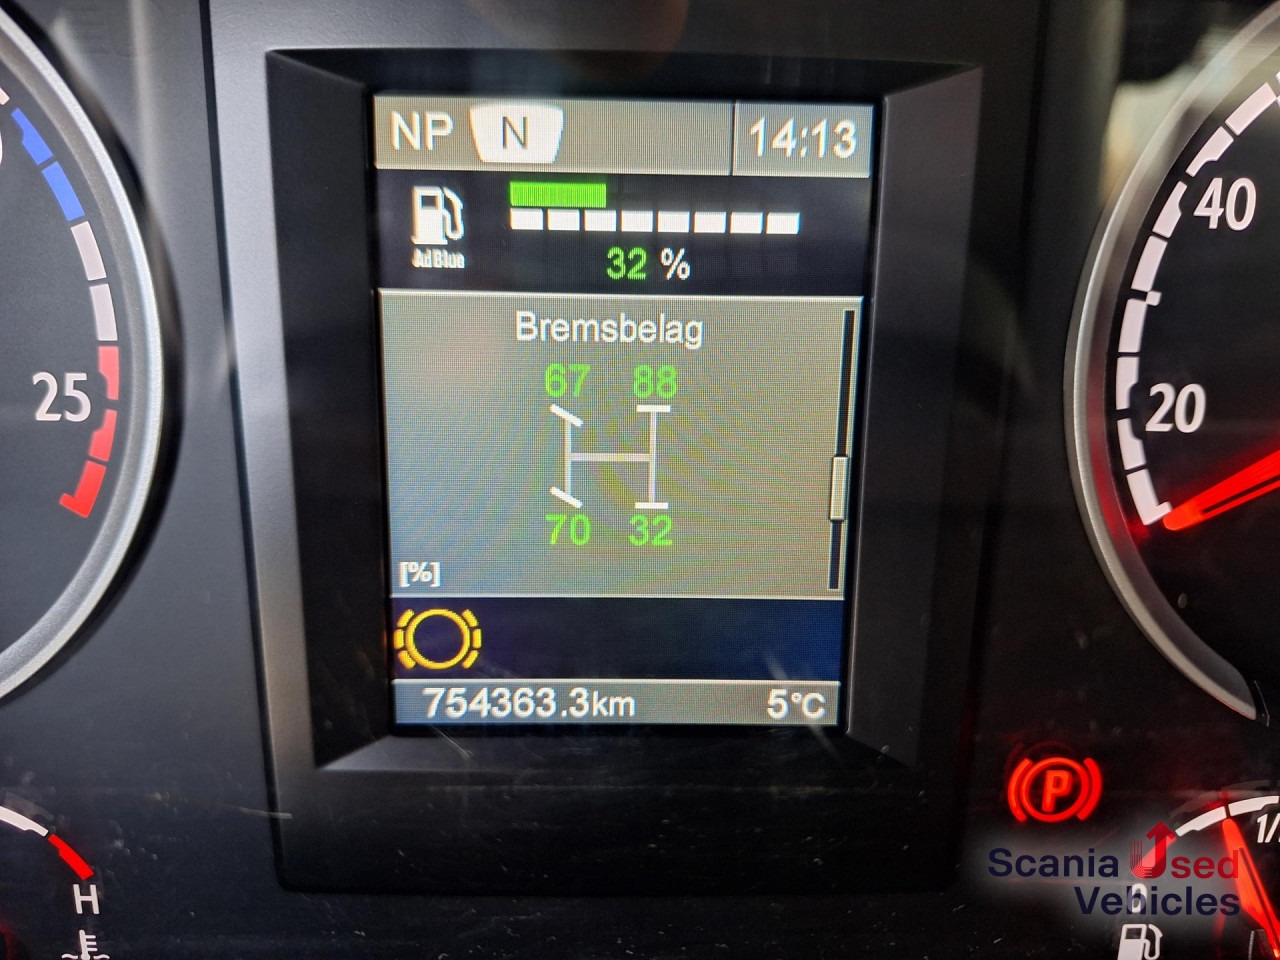 NP N 14:13
AdBlue
32 %
Bremsbelag
67 88
70 32
[%]
754363.3km 5°C
25
40
20
P
H
Scania Used
Vehicles